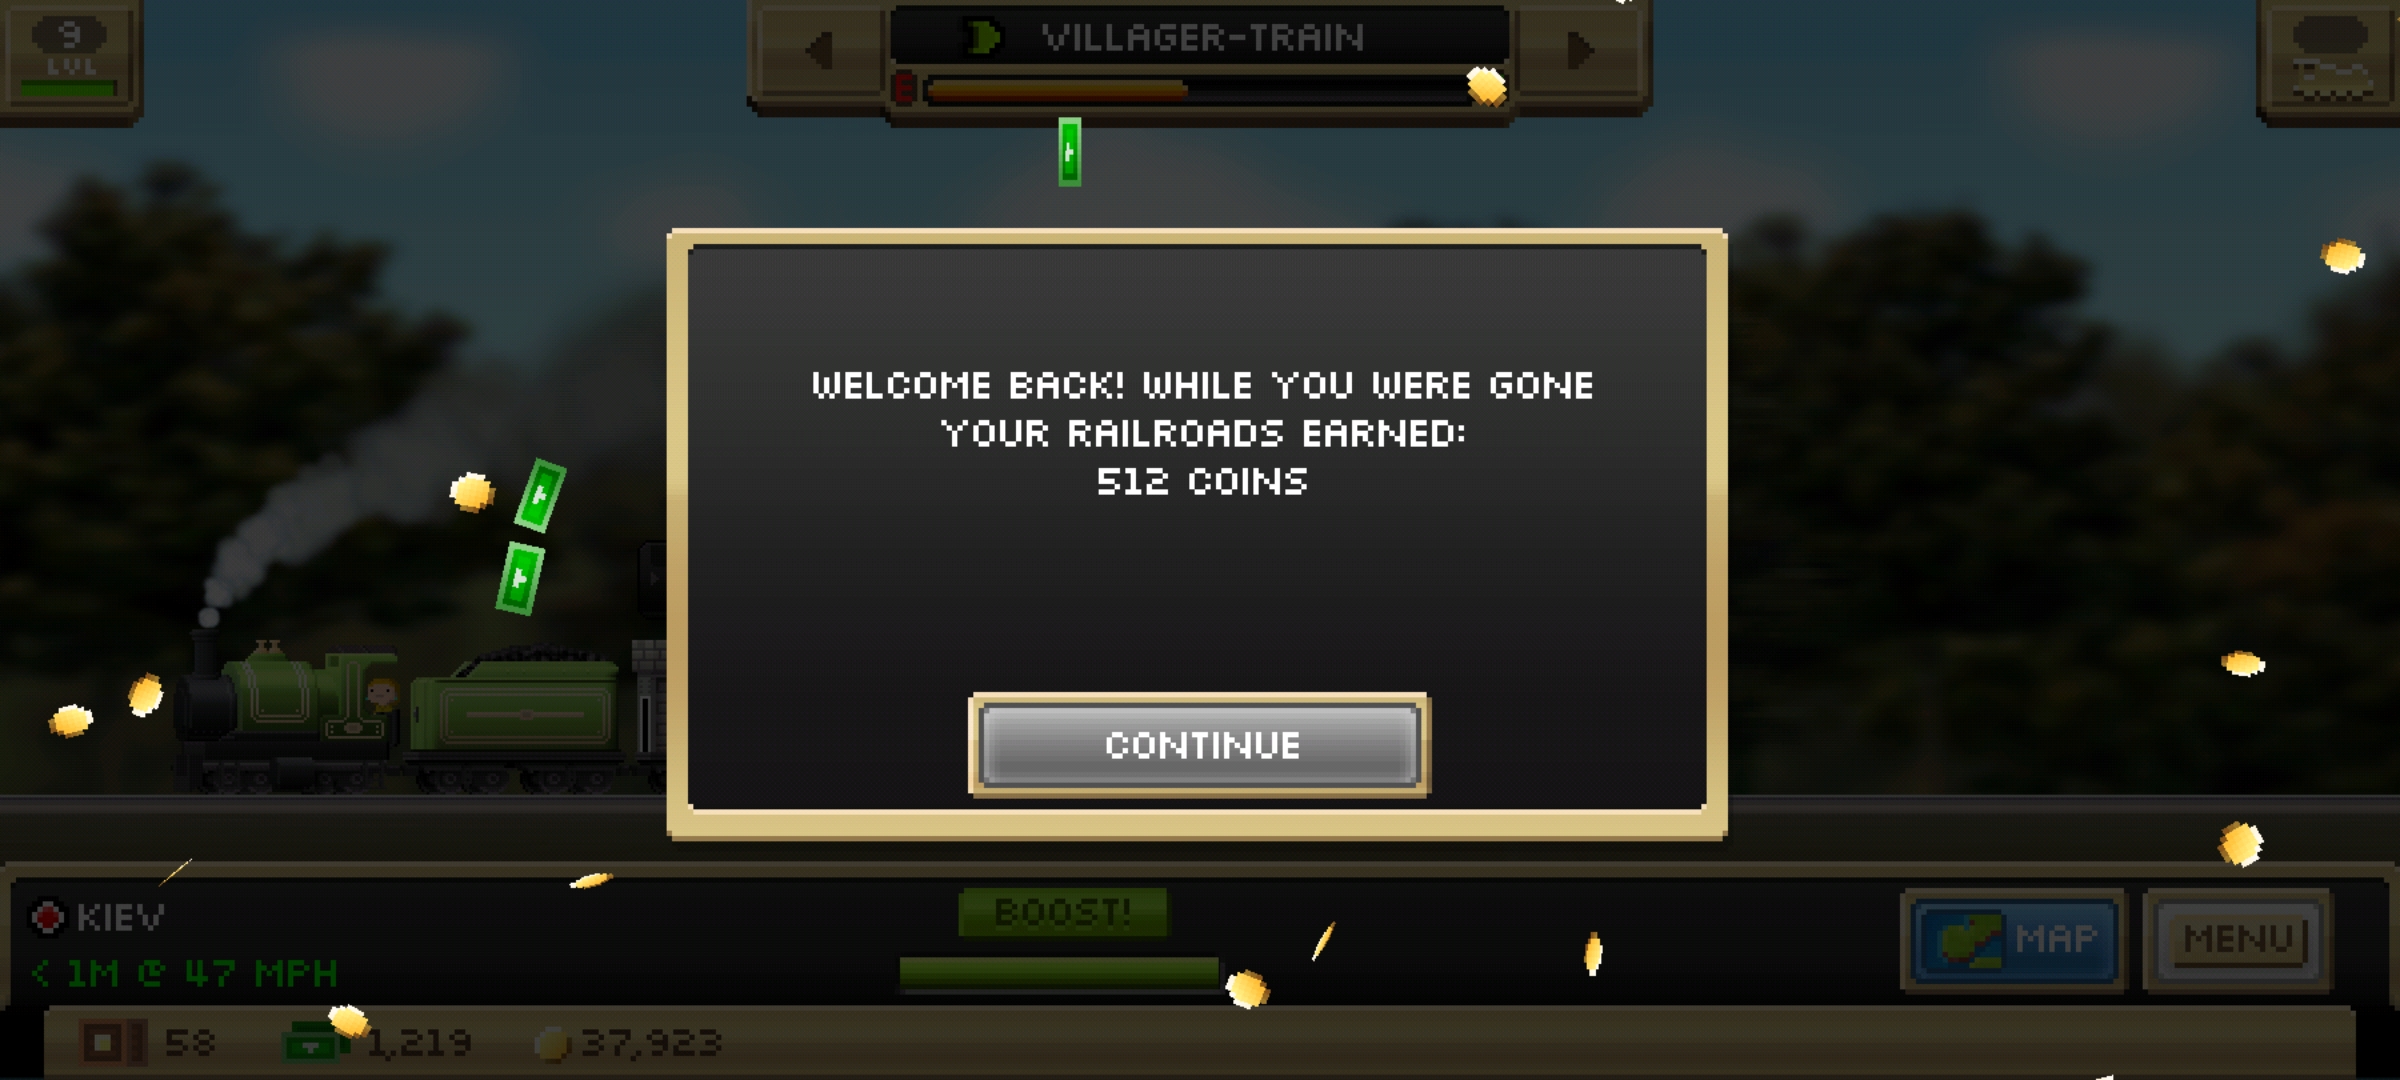 9
LVL
VILLAGER-TRAIN
E
WELCOME BACK! WHILE YOU WERE GONE
YOUR RAILROADS EARNED:
512 COINS
CONTINUE
KIEV
< 1M @ 47 MPH
BOOST!
MAP
MENU
58
1,219
37,923